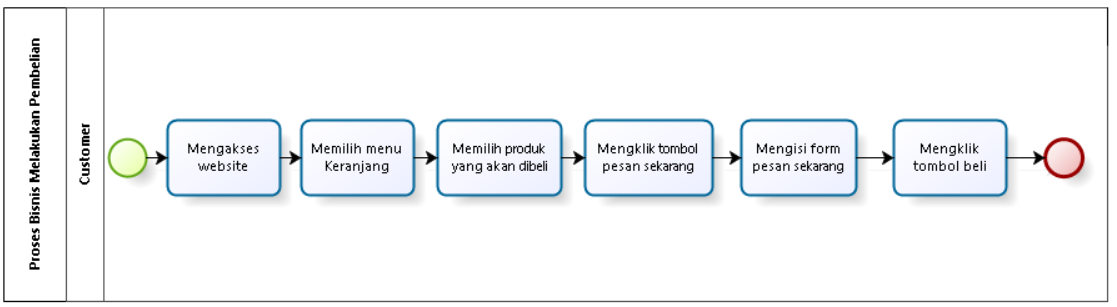 Proses Bisnis Melakukan Pembelian
Customer
Mengakses
website
Memilih menu
Keranjang
Memilih produk
yang akan dibeli
Mengklik tombol
pesan sekarang
Mengisi form
pesan sekarang
Mengklik
tombol beli